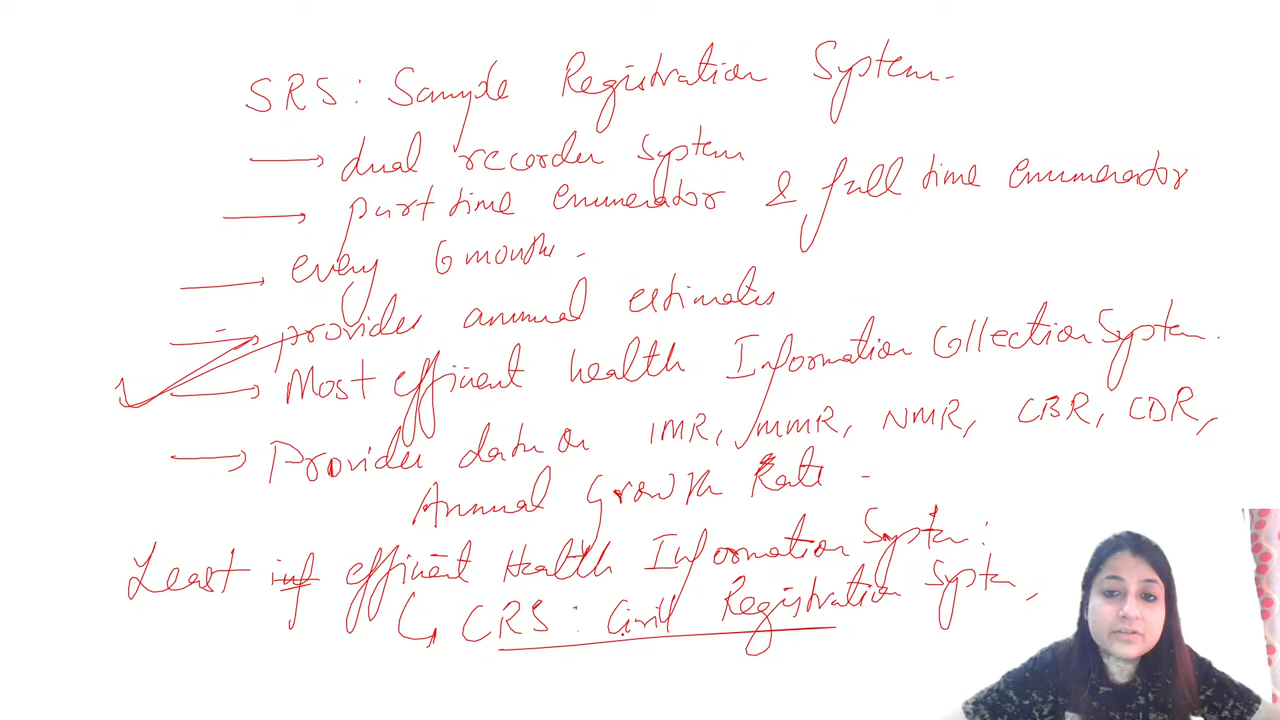 SRS: Sample Registration System.
→ dual recorder system
→ part time enumerator & full time enumerator
→ every 6 months.
→ provides annual estimates
→ Most efficient health Information Collection System.
→ Provides data on IMR, MMR, NMR, CBR, CDR,
Annual Growth Rate.
Least efficient Health Information System:
↳ CRS: Civil Registration System,